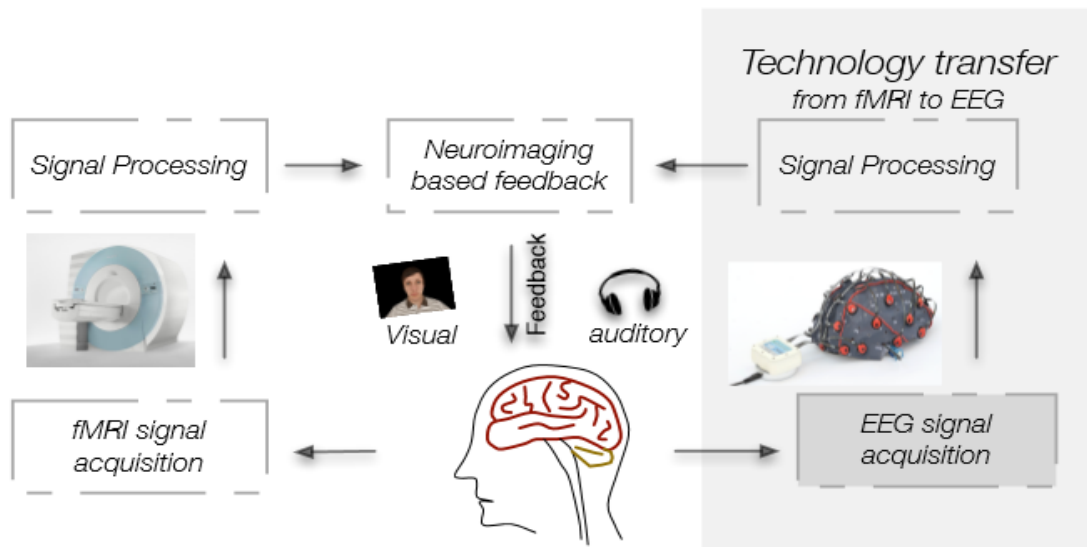 Technology transfer
from fMRI to EEG
Signal Processing
Neuroimaging
based feedback
Signal Processing
Feedback
Visual
auditory
fMRI signal
acquisition
EEG signal
acquisition